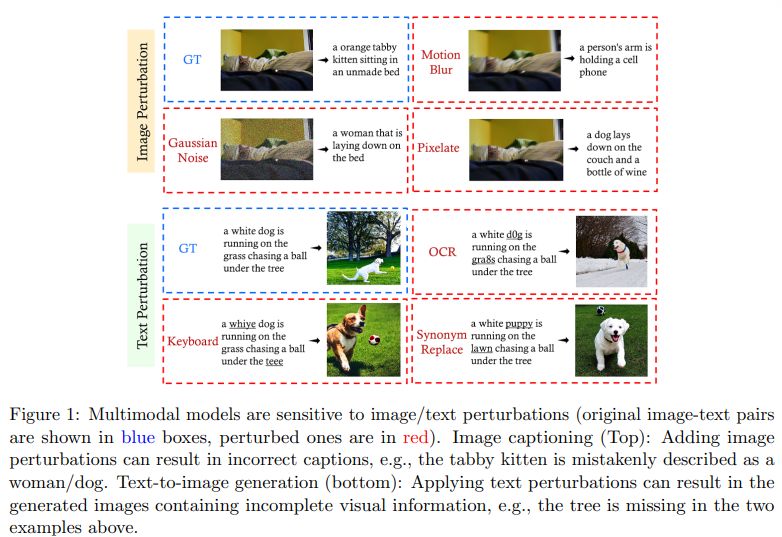 Image Perturbation
GT
a orange tabby
kitten sitting in
an unmade bed
Motion
Blur
a person's arm is
holding a cell
phone
Gaussian
Noise
a woman that is
laying down on
the bed
Pixelate
a dog lays
down on the
couch and a
bottle of wine
Text Perturbation
GT
a white dog is
running on the
grass chasing a ball
under the tree
OCR
a white d0g is
running on the
gra8s chasing a ball
under the tree
Keyboard
a whiye dog is
running on the
grass chasing a ball
under the teee
Synonym
Replace
a white puppy is
running on the
lawn chasing a ball
under the tree
Figure 1: Multimodal models are sensitive to image/text perturbations (original image-text pairs
are shown in blue boxes, perturbed ones are in red). Image captioning (Top): Adding image
perturbations can result in incorrect captions, e.g., the tabby kitten is mistakenly described as a
woman/dog. Text-to-image generation (bottom): Applying text perturbations can result in the
generated images containing incomplete visual information, e.g., the tree is missing in the two
examples above.